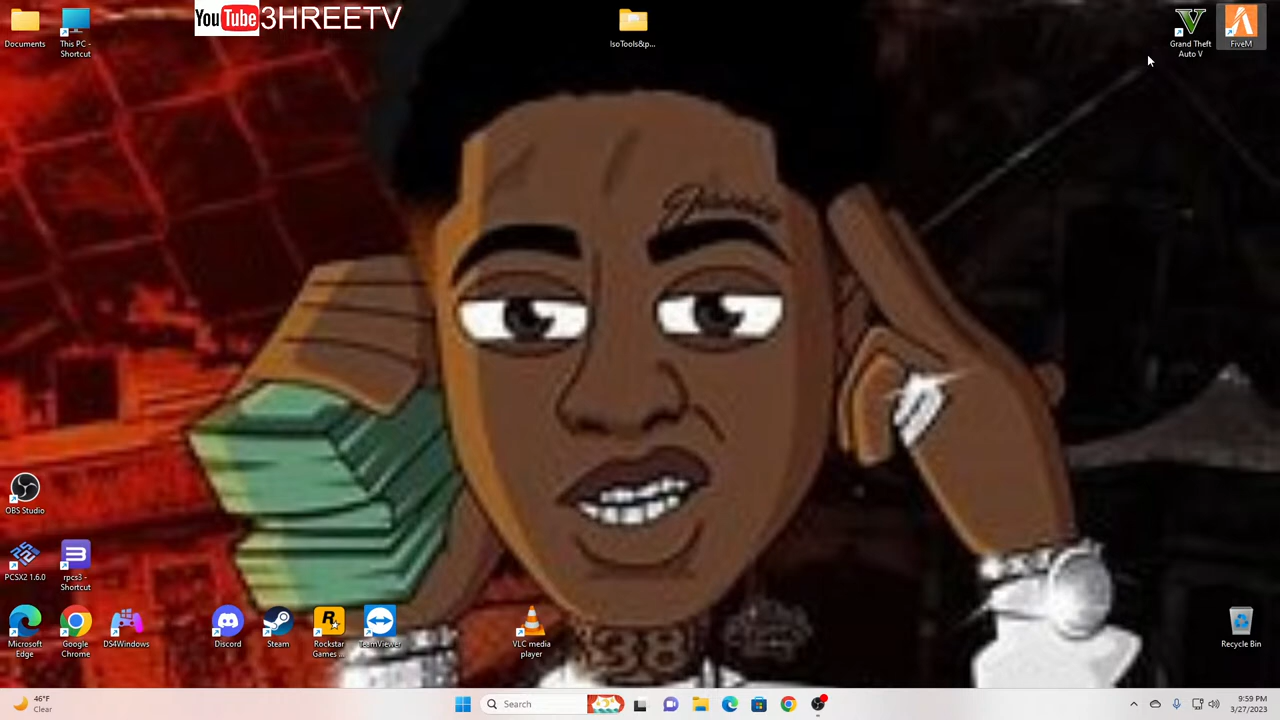 YouTube 3HREETV
Documents
This PC -
Shortcut
IsoTools&p...
Grand Theft
Auto V
FiveM
OBS Studio
PCSX2 1.6.0
rpcs3 -
Shortcut
Microsoft
Edge
Google
Chrome
DS4Windows
Discord
Steam
Rockstar
Games ...
TeamViewer
VLC media
player
Recycle Bin
46°F
Clear
Search
9:59 PM
3/27/2023